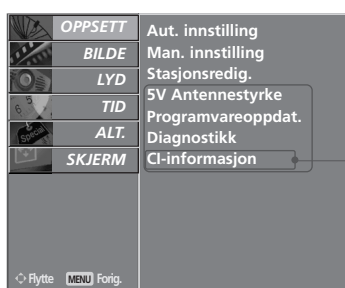 OPPSETT
BILDE
LYD
TID
ALT.
SKJERM
Aut. innstilling
Man. innstilling
Stasjonsredig.
5V Antennestyrke
Programvareoppdat.
Diagnostikk
CI-informasjon
Flytte MENU Forig.